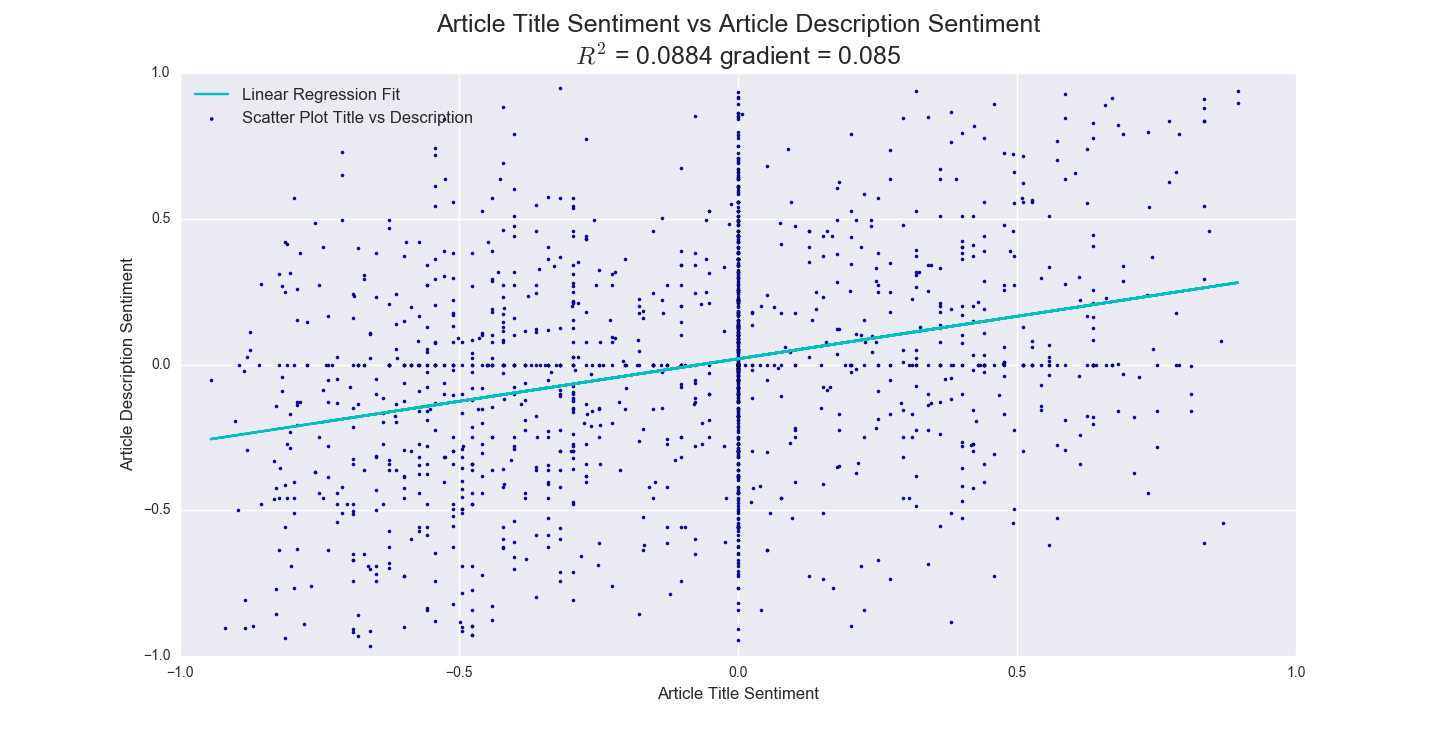 Article Title Sentiment vs Article Description Sentiment
R² = 0.0884 gradient = 0.085
1.0
Linear Regression Fit
Scatter Plot Title vs Description
0.5
0.0
−0.5
−1.0
Article Description Sentiment
−1.0 −0.5 0.0 0.5 1.0
Article Title Sentiment